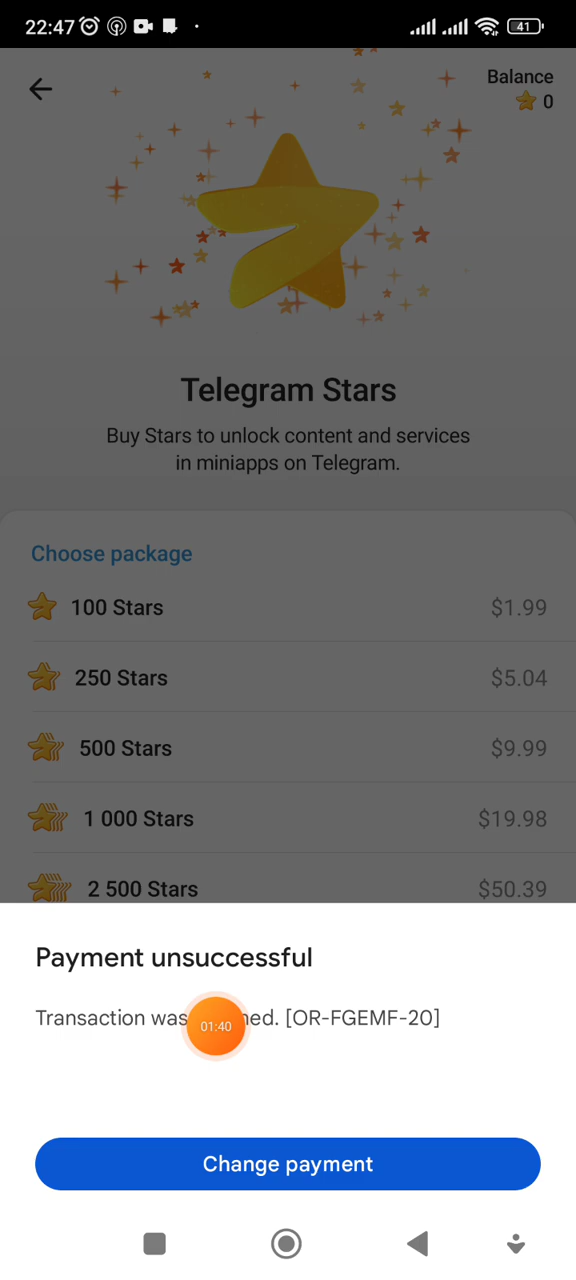 22:47
41
Balance
0
Telegram Stars
Buy Stars to unlock content and services
in miniapps on Telegram.
Choose package
100 Stars $1.99
250 Stars $5.04
500 Stars $9.99
1 000 Stars $19.98
2 500 Stars $50.39
Payment unsuccessful
Transaction was [OR-FGEMF-20]
01:40
Change payment